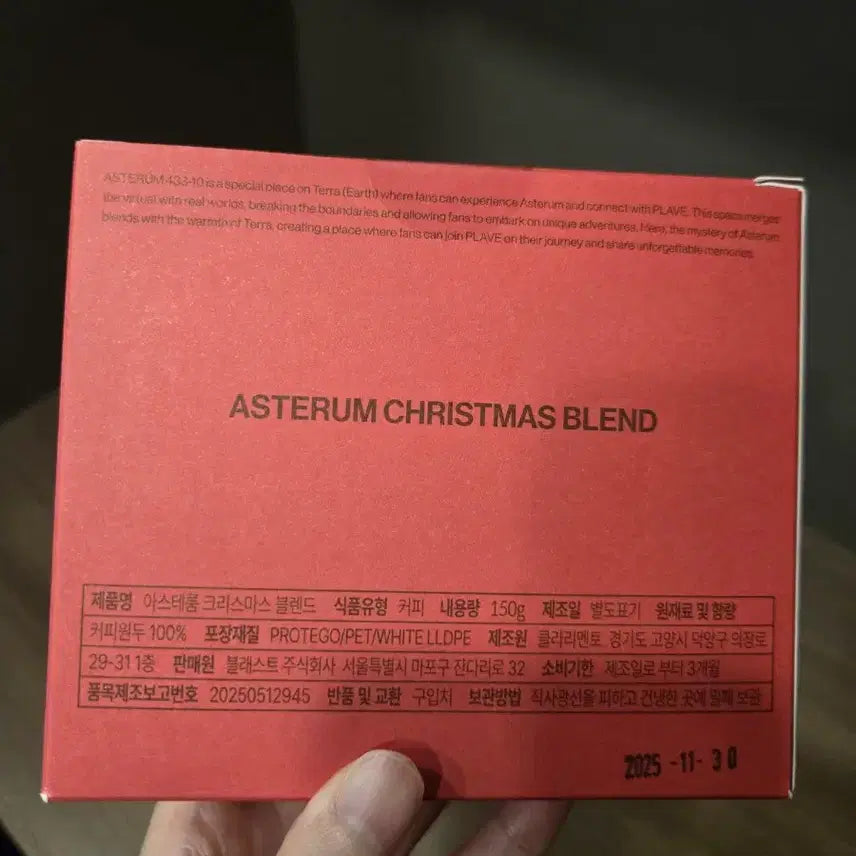 ASTERUM 433-10 is a special place on Terra (Earth) where fans can experience Asterum and connect with PLAVE. This space merges
the virtual with real worlds, breaking the boundaries and allowing fans to embark on unique adventures. Here, the mystery of Asterum
blends with the warmth of Terra, creating a place where fans can join PLAVE on their journey and share unforgettable memories.
ASTERUM CHRISTMAS BLEND
제품명 아스테룸 크리스마스 블렌드 식품유형 커피 내용량 150g 제조일 별도표기 원재료 및 함량
커피원두 100% 포장재질 PROTEGO/PET/WHITE LLDPE 제조원 클라리멘토 경기도 고양시 덕양구 의장로
29-31 1층 판매원 블래스트 주식회사 서울특별시 마포구 잔다리로 32 소비기한 제조일로 부터 3개월
품목제조보고번호 20250512945 반품 및 교환 구입처 보관방법 직사광선을 피하고 건냉한 곳에 밀폐 보관
2025 -11- 30